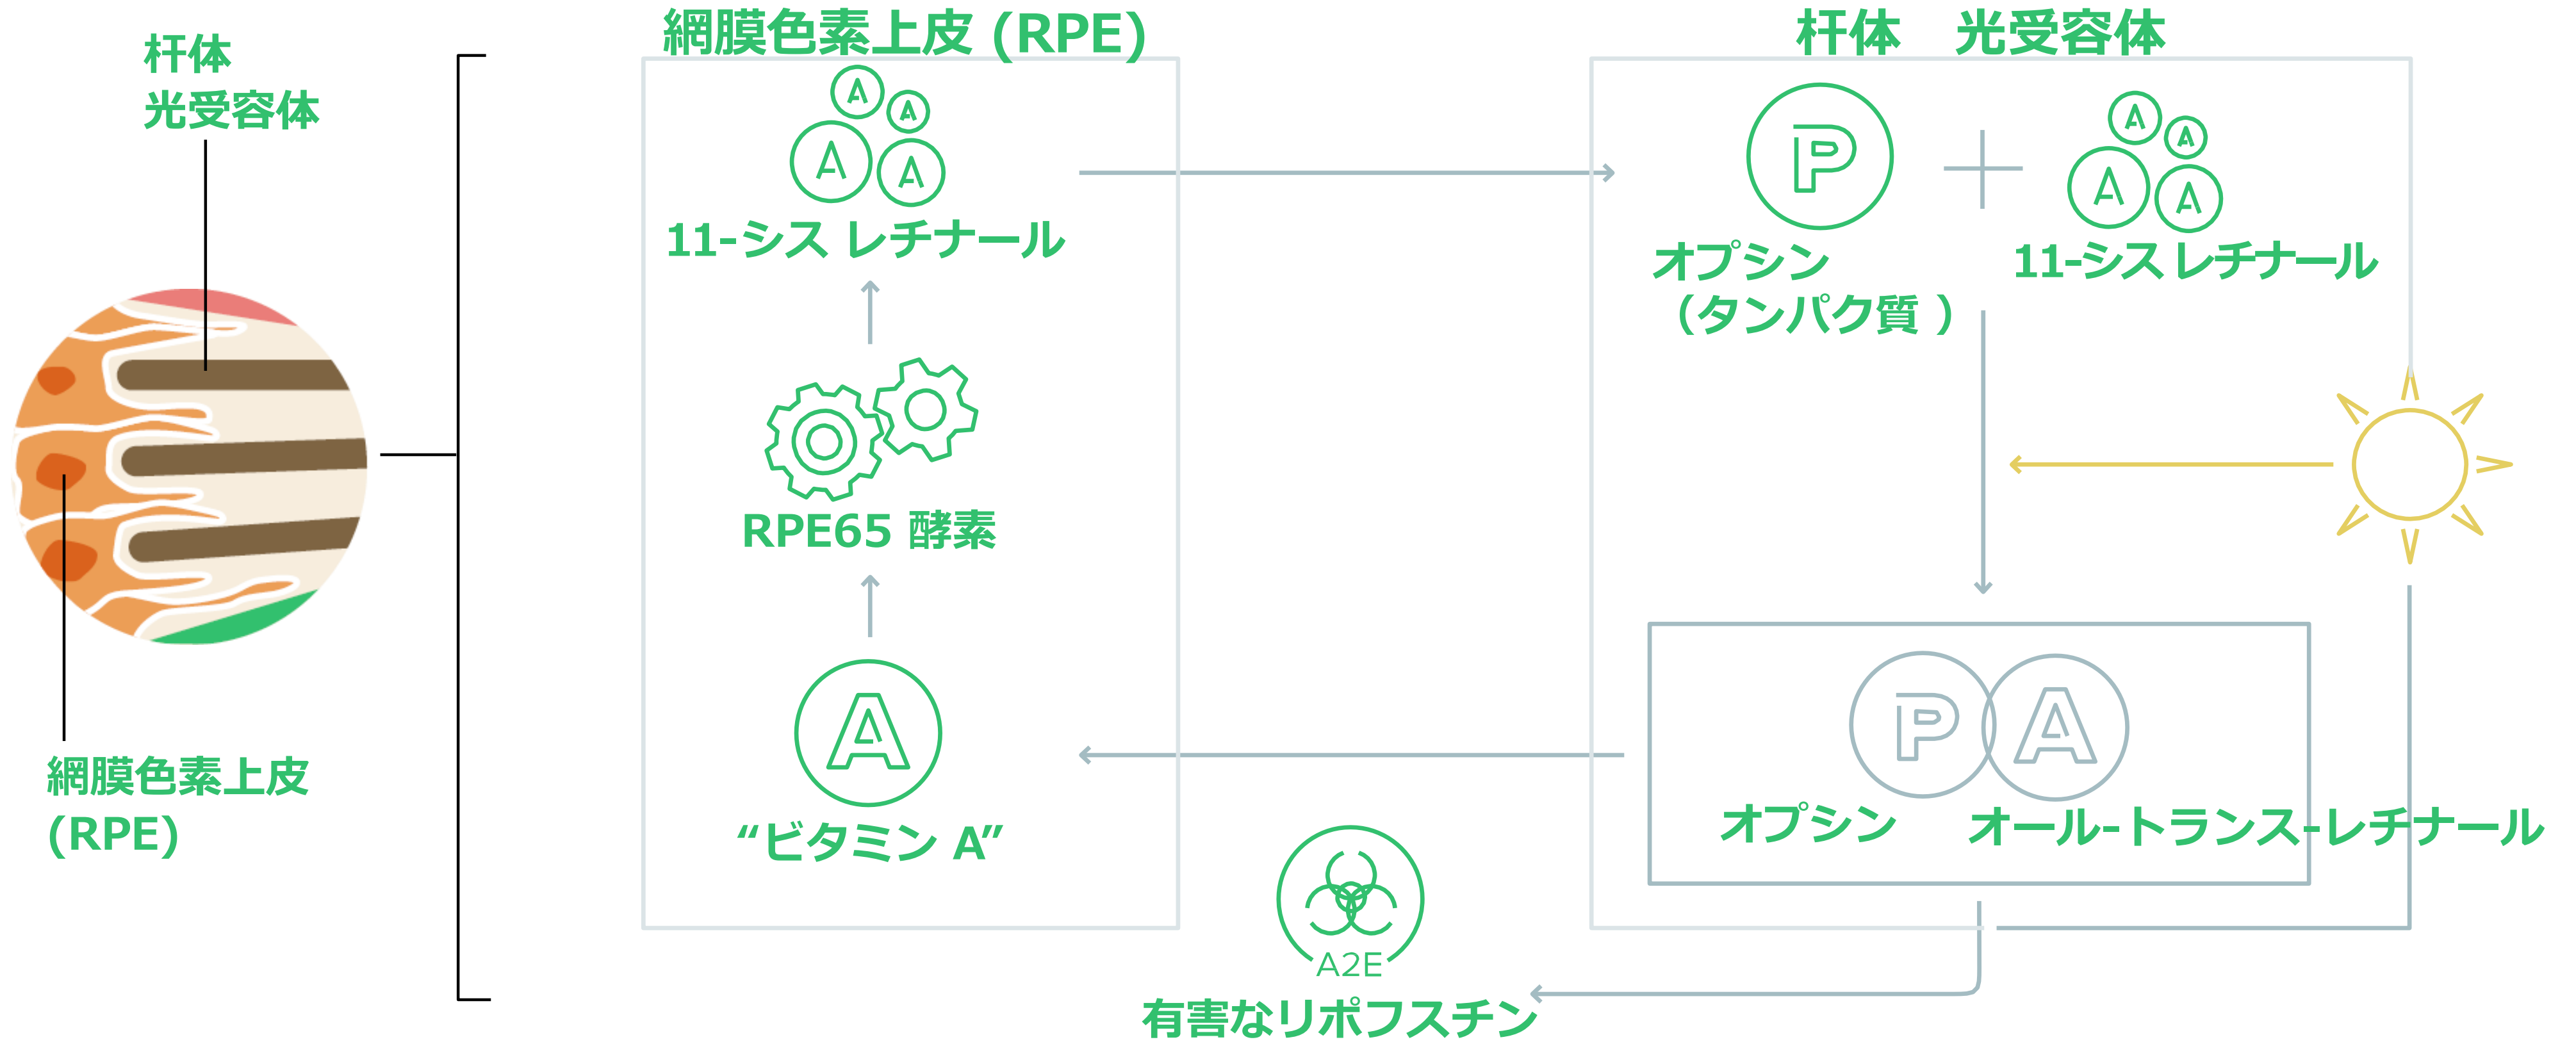 杆体
光受容体
網膜色素上皮
(RPE)
網膜色素上皮 (RPE)
A
A
A
A
11-シス レチナール
RPE65 酵素
A
“ビタミン A”
杆体　光受容体
P
A
A
A
A
オプシン
（タンパク質 ）
11-シス レチナール
P A
オプシン
オール-トランス-レチナール
A2E
有害なリポフスチン